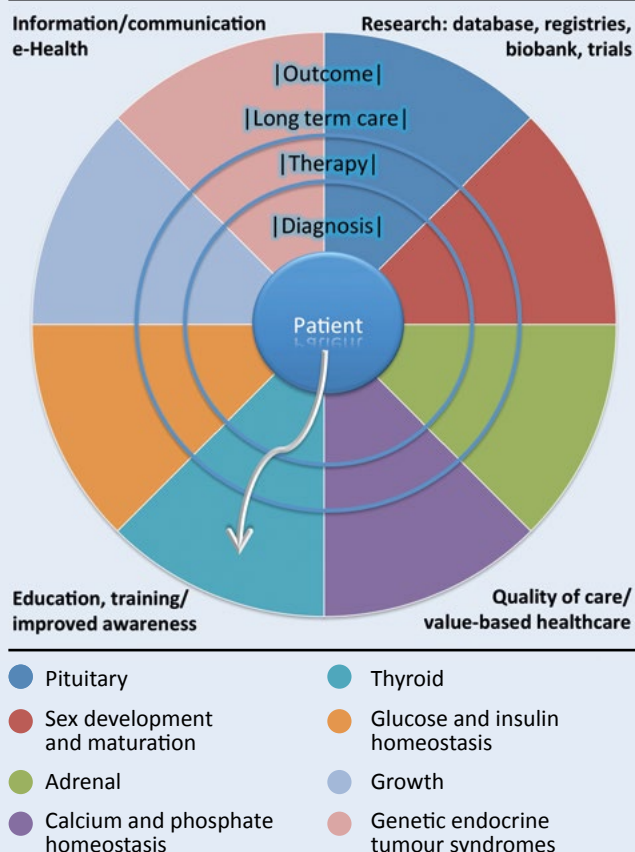 Information/communication
e-Health
Research: database, registries,
biobank, trials
|Outcome|
|Long term care|
|Therapy|
|Diagnosis|
Patient
Education, training/
improved awareness
Quality of care/
value-based healthcare
Pituitary
Sex development
and maturation
Adrenal
Calcium and phosphate
homeostasis
Thyroid
Glucose and insulin
homeostasis
Growth
Genetic endocrine
tumour syndromes